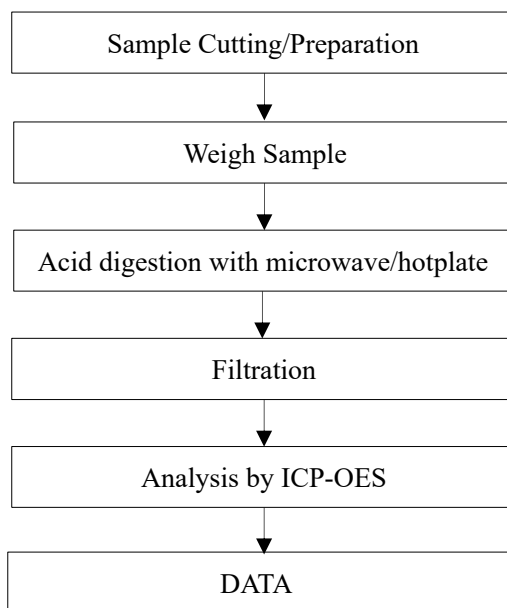 Sample Cutting/Preparation
Weigh Sample
Acid digestion with microwave/hotplate
Filtration
Analysis by ICP-OES
DATA